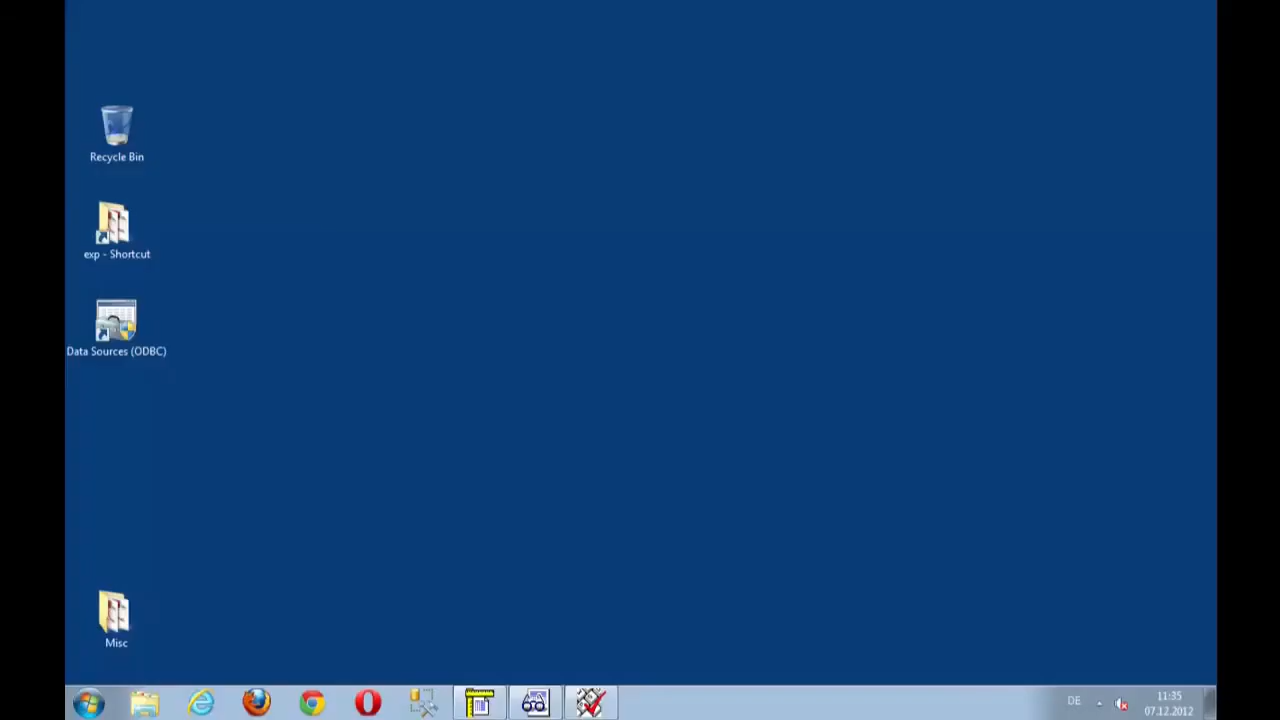 Recycle Bin
exp - Shortcut
Data Sources (ODBC)
Misc
DE
11:35
07.12.2012